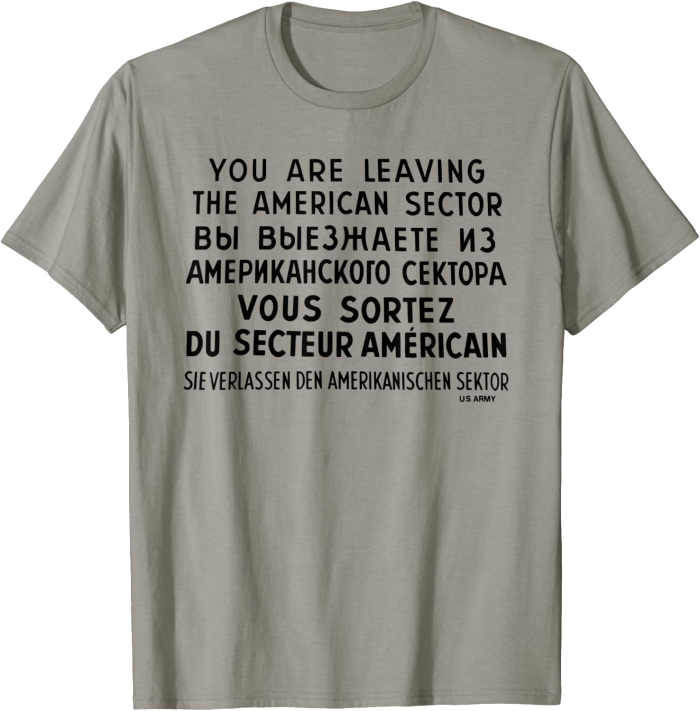 YOU ARE LEAVING
THE AMERICAN SECTOR
ВЫ ВЫЕЗЖАЕТЕ ИЗ
АМЕРИКАНСКОГО СЕКТОРА
VOUS SORTEZ
DU SECTEUR AMÉRICAIN
SIE VERLASSEN DEN AMERIKANISCHEN SEKTOR
US ARMY